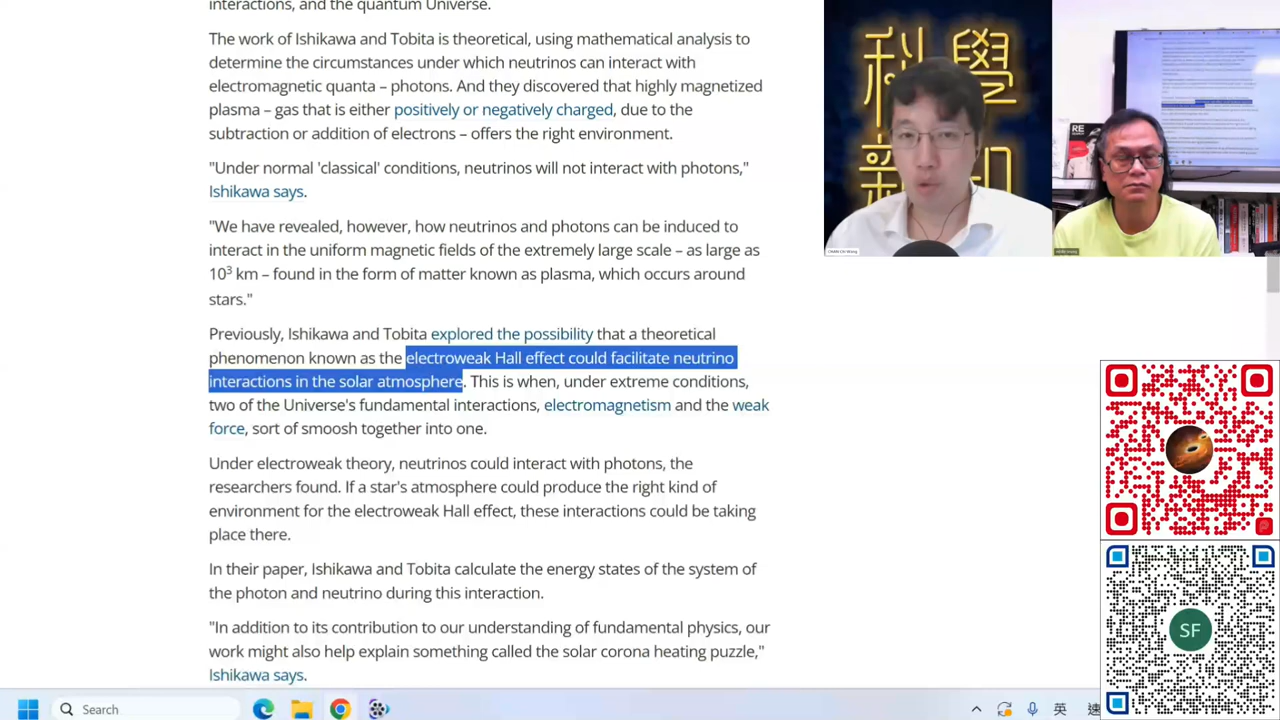 interactions, and the quantum Universe.
The work of Ishikawa and Tobita is theoretical, using mathematical analysis to
determine the circumstances under which neutrinos can interact with
electromagnetic quanta – photons. And they discovered that highly magnetized
plasma – gas that is either positively or negatively charged, due to the
subtraction or addition of electrons – offers the right environment.
"Under normal 'classical' conditions, neutrinos will not interact with photons,"
Ishikawa says.
"We have revealed, however, how neutrinos and photons can be induced to
interact in the uniform magnetic fields of the extremely large scale – as large as
10³ km – found in the form of matter known as plasma, which occurs around
stars."
Previously, Ishikawa and Tobita explored the possibility that a theoretical
phenomenon known as the electroweak Hall effect could facilitate neutrino
interactions in the solar atmosphere. This is when, under extreme conditions,
two of the Universe's fundamental interactions, electromagnetism and the weak
force, sort of smoosh together into one.
Under electroweak theory, neutrinos could interact with photons, the
researchers found. If a star's atmosphere could produce the right kind of
environment for the electroweak Hall effect, these interactions could be taking
place there.
In their paper, Ishikawa and Tobita calculate the energy states of the system of
the photon and neutrino during this interaction.
"In addition to its contribution to our understanding of fundamental physics, our
work might also help explain something called the solar corona heating puzzle,"
Ishikawa says.
科學
新知
RE
SF
Search
英
速